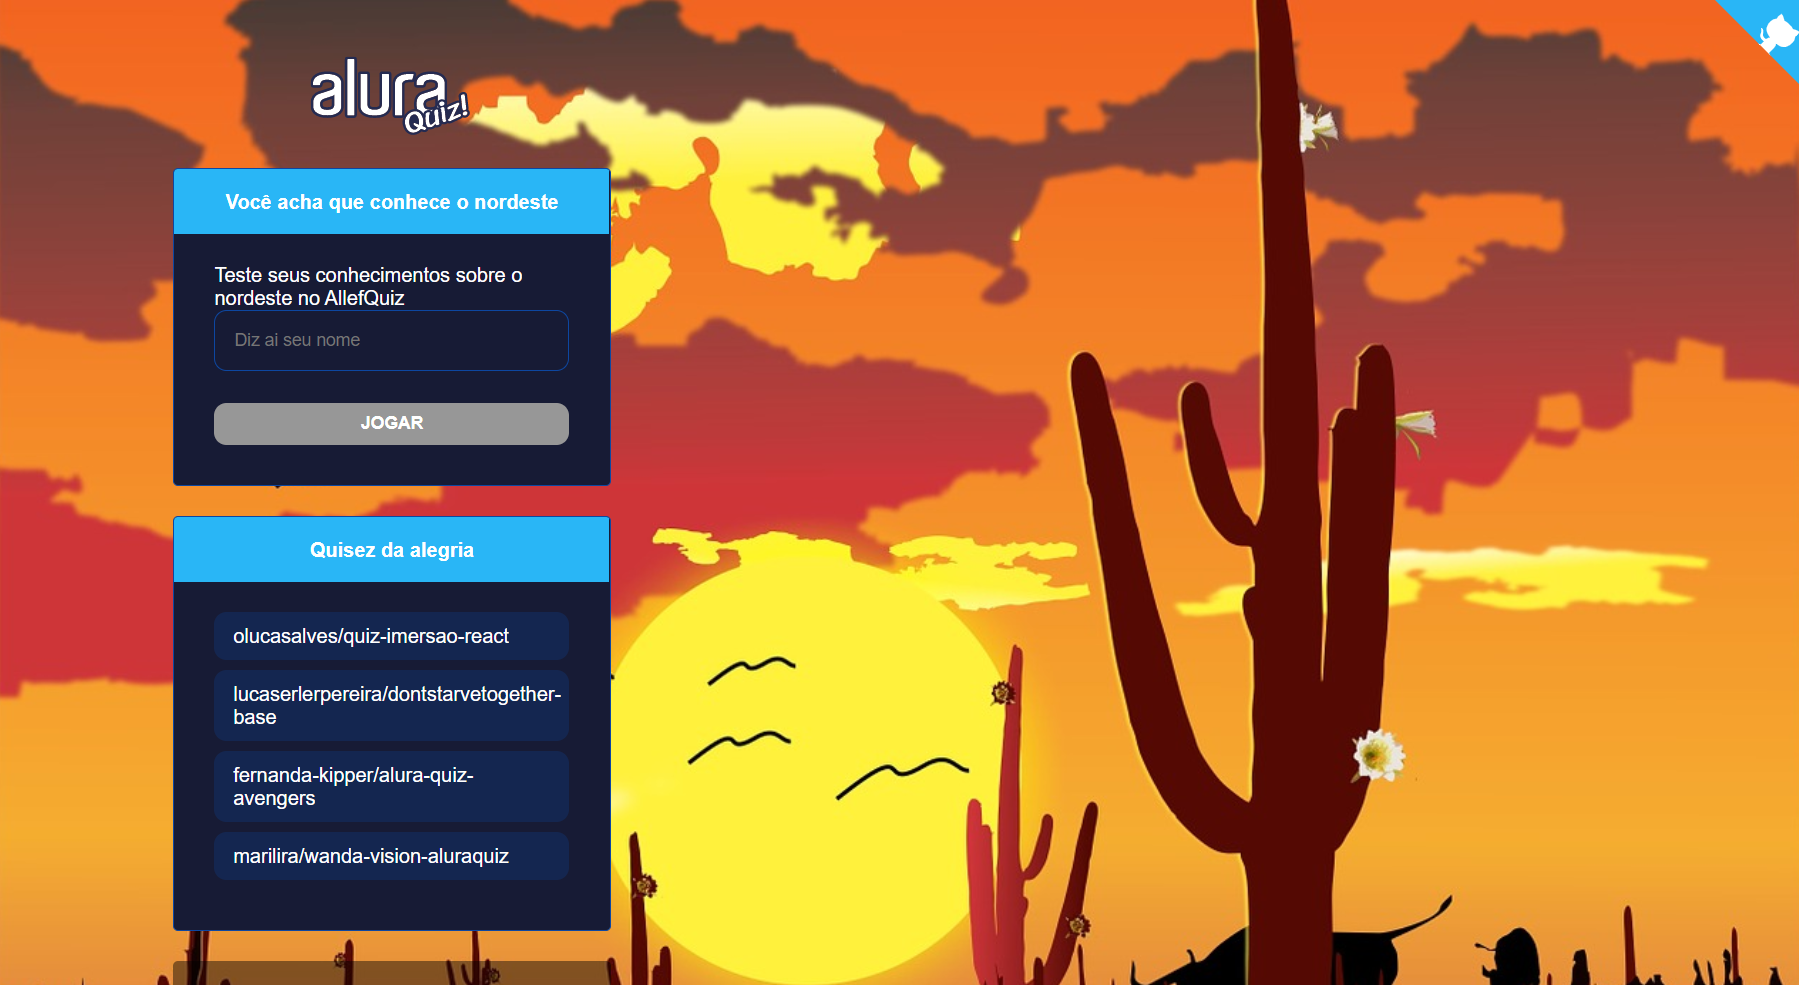 alura
Quiz!
Você acha que conhece o nordeste
Teste seus conhecimentos sobre o
nordeste no AllefQuiz
Diz ai seu nome
JOGAR
Quisez da alegria
olucasalves/quiz-imersao-react
lucaserlerpereira/dontstarvetogether-
base
fernanda-kipper/alura-quiz-
avengers
marilira/wanda-vision-aluraquiz